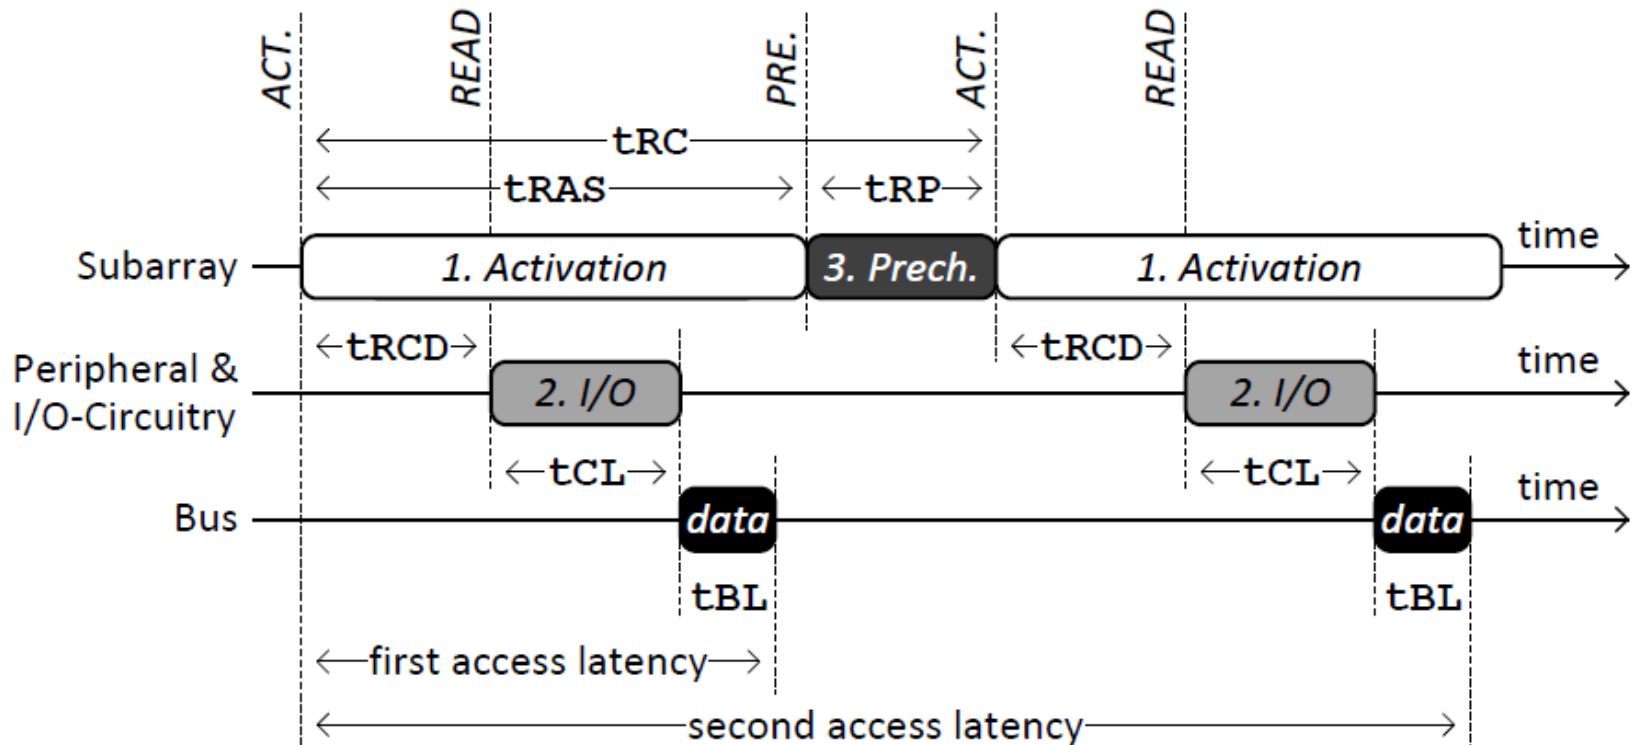 ACT.
READ
PRE.
ACT.
READ
tRC
tRAS
tRP
Subarray
1. Activation
3. Prech.
1. Activation
time
tRCD
tRCD
Peripheral &
I/O-Circuitry
2. I/O
2. I/O
time
tCL
tCL
Bus
data
data
time
tBL
tBL
first access latency
second access latency